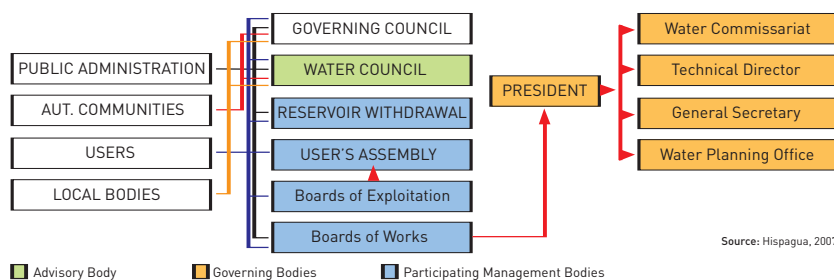 GOVERNING COUNCIL
WATER COUNCIL
RESERVOIR WITHDRAWAL
USER'S ASSEMBLY
Boards of Exploitation
Boards of Works
PUBLIC ADMINISTRATION
AUT. COMMUNITIES
USERS
LOCAL BODIES
PRESIDENT
Water Commissariat
Technical Director
General Secretary
Water Planning Office
Source: Hispagua, 2007
Advisory Body
Governing Bodies
Participating Management Bodies